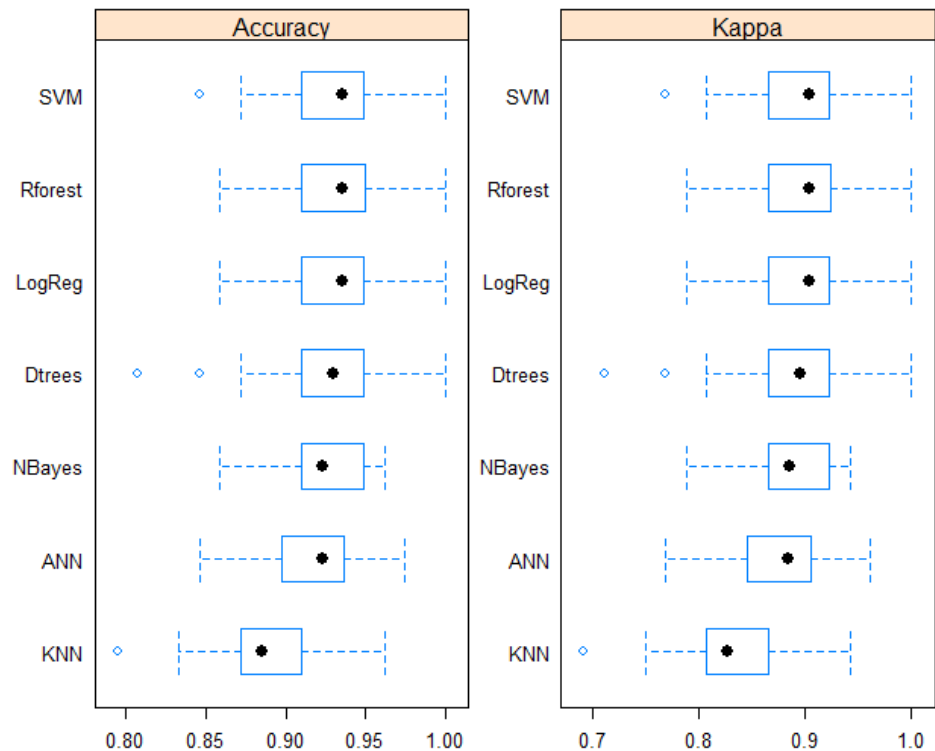 Accuracy
SVM
Rforest
LogReg
Dtrees
NBayes
ANN
KNN
0.80 0.85 0.90 0.95 1.00
Kappa
SVM
Rforest
LogReg
Dtrees
NBayes
ANN
KNN
0.7 0.8 0.9 1.0